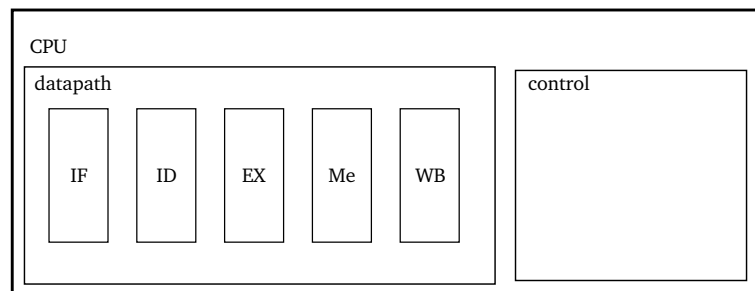 CPU
datapath
control
IF ID EX Me WB